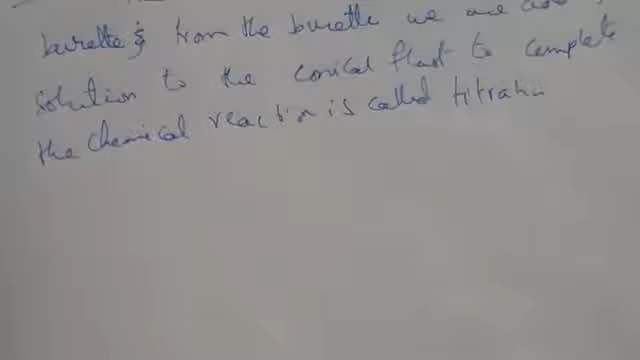 burette & from the burette we are
solution to the conical flask to complete
the chemical reaction is called titration